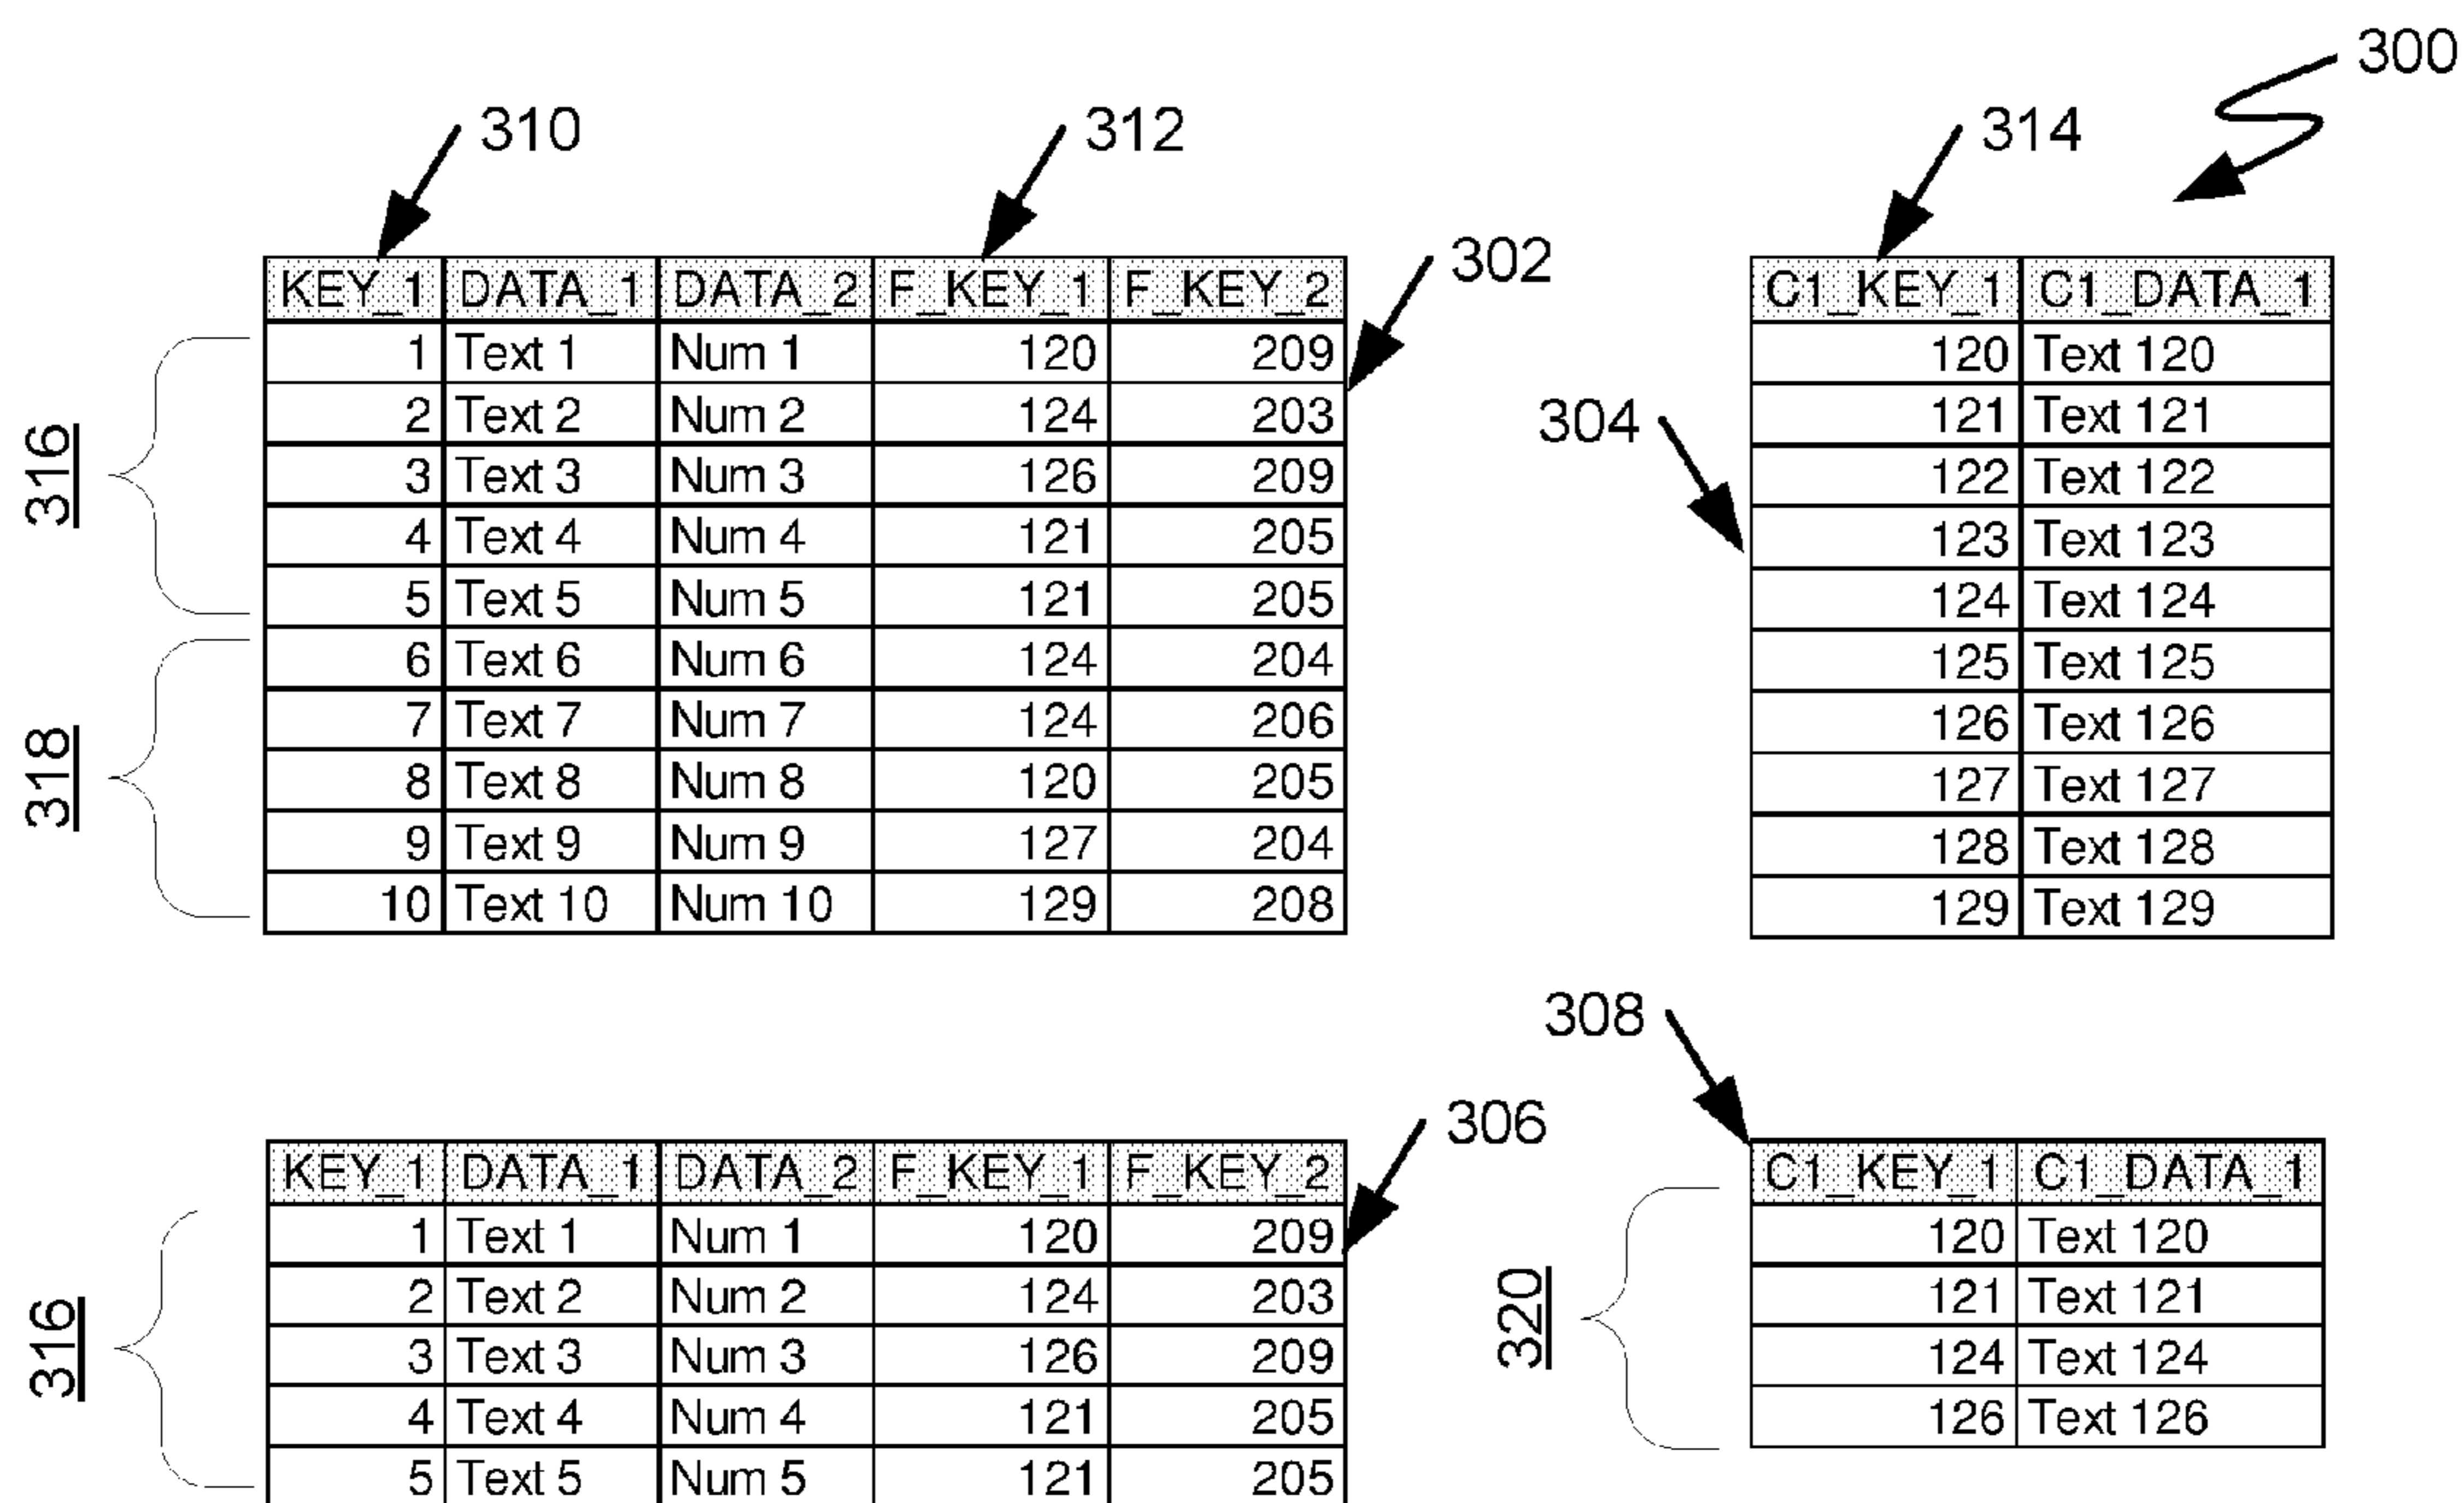 300
310 312 314
302
KEY_1 DATA_1 DATA_2 F_KEY_1 F_KEY_2
1 Text 1 Num 1 120 209
2 Text 2 Num 2 124 203
3 Text 3 Num 3 126 209
4 Text 4 Num 4 121 205
5 Text 5 Num 5 121 205
6 Text 6 Num 6 124 204
7 Text 7 Num 7 124 206
8 Text 8 Num 8 120 205
9 Text 9 Num 9 127 204
10 Text 10 Num 10 129 208
316
318
304
C1_KEY_1 C1_DATA_1
120 Text 120
121 Text 121
122 Text 122
123 Text 123
124 Text 124
125 Text 125
126 Text 126
127 Text 127
128 Text 128
129 Text 129
306
KEY_1 DATA_1 DATA_2 F_KEY_1 F_KEY_2
1 Text 1 Num 1 120 209
2 Text 2 Num 2 124 203
3 Text 3 Num 3 126 209
4 Text 4 Num 4 121 205
5 Text 5 Num 5 121 205
316
308
C1_KEY_1 C1_DATA_1
120 Text 120
121 Text 121
124 Text 124
126 Text 126
320